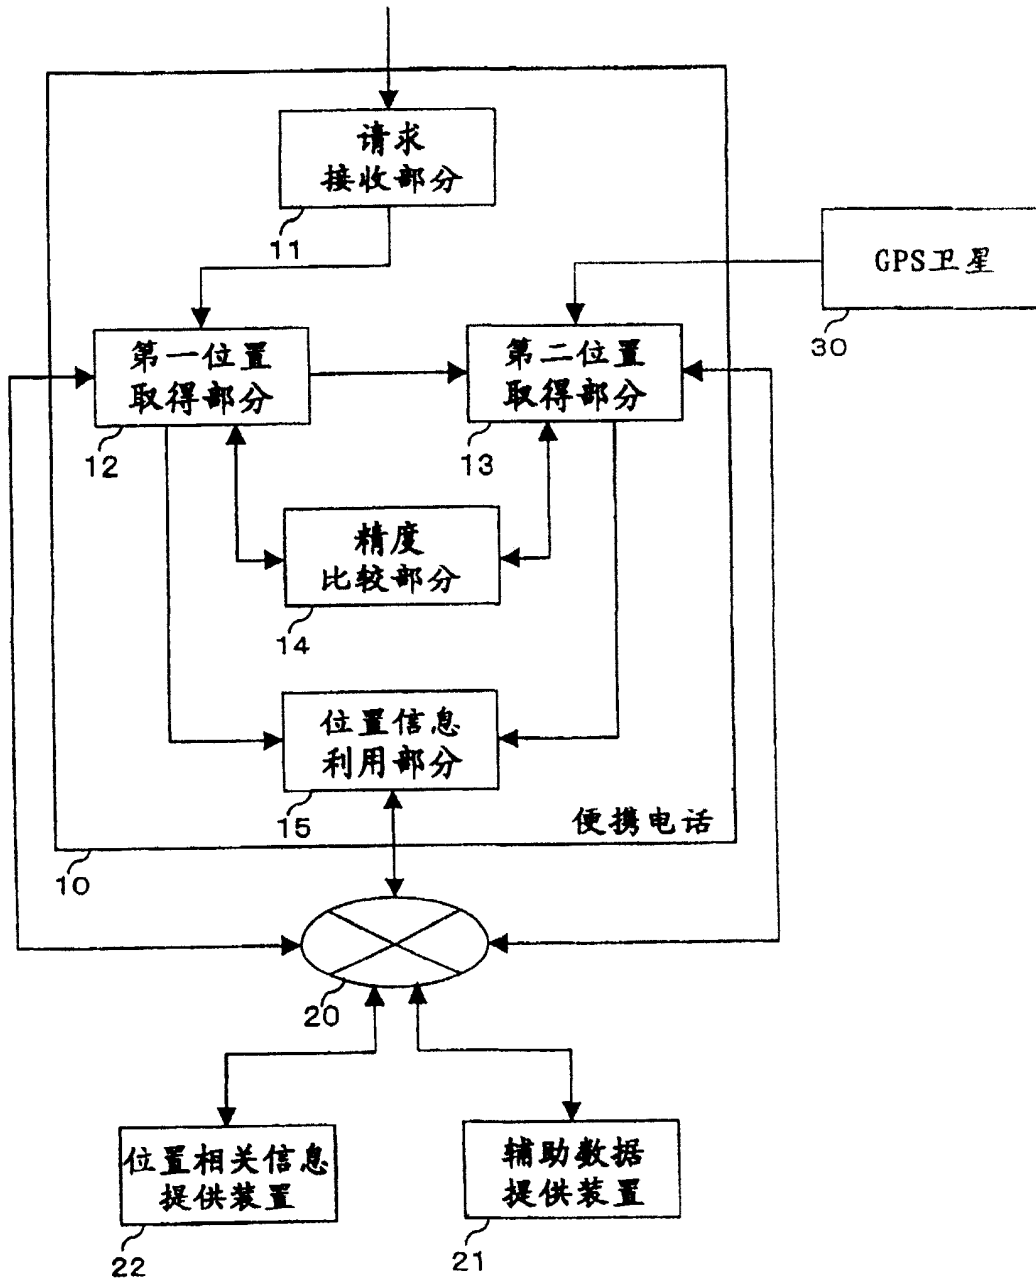 请求
接收部分
11
GPS卫星
30
第一位置
取得部分
12
第二位置
取得部分
13
精度
比较部分
14
位置信息
利用部分
15
便携电话
10
20
位置相关信息
提供装置
22
辅助数据
提供装置
21